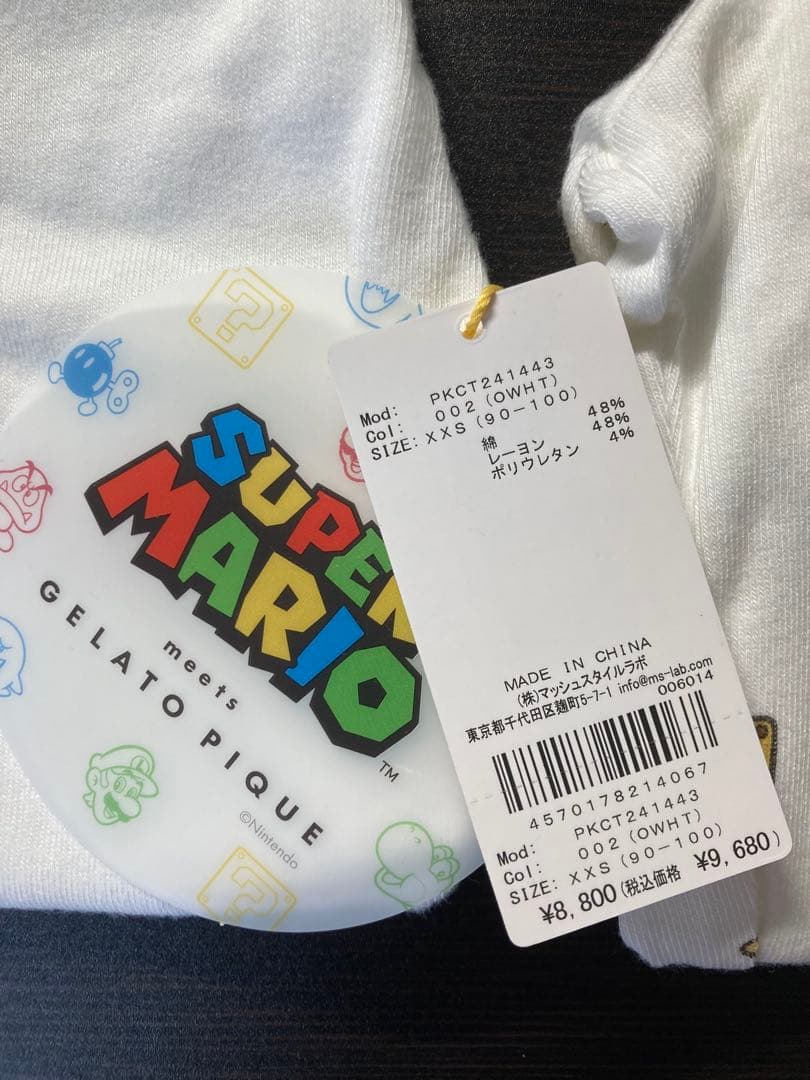 SUPER
MARIO
TM
meets
GELATO PIQUE
©Nintendo
Mod: PKCT241443
Col: 002 (OWHT)
SIZE: XXS (90-100)
綿 48%
レーヨン 48%
ポリウレタン 4%
MADE IN CHINA
(株)マッシュスタイルラボ
東京都千代田区麹町5-7-1 info@ms-lab.com
006014
4570178214067
Mod: PKCT241443
Col: 002 (OWHT)
SIZE: XXS (90-100)
¥8,800(税込価格 ¥9,680)